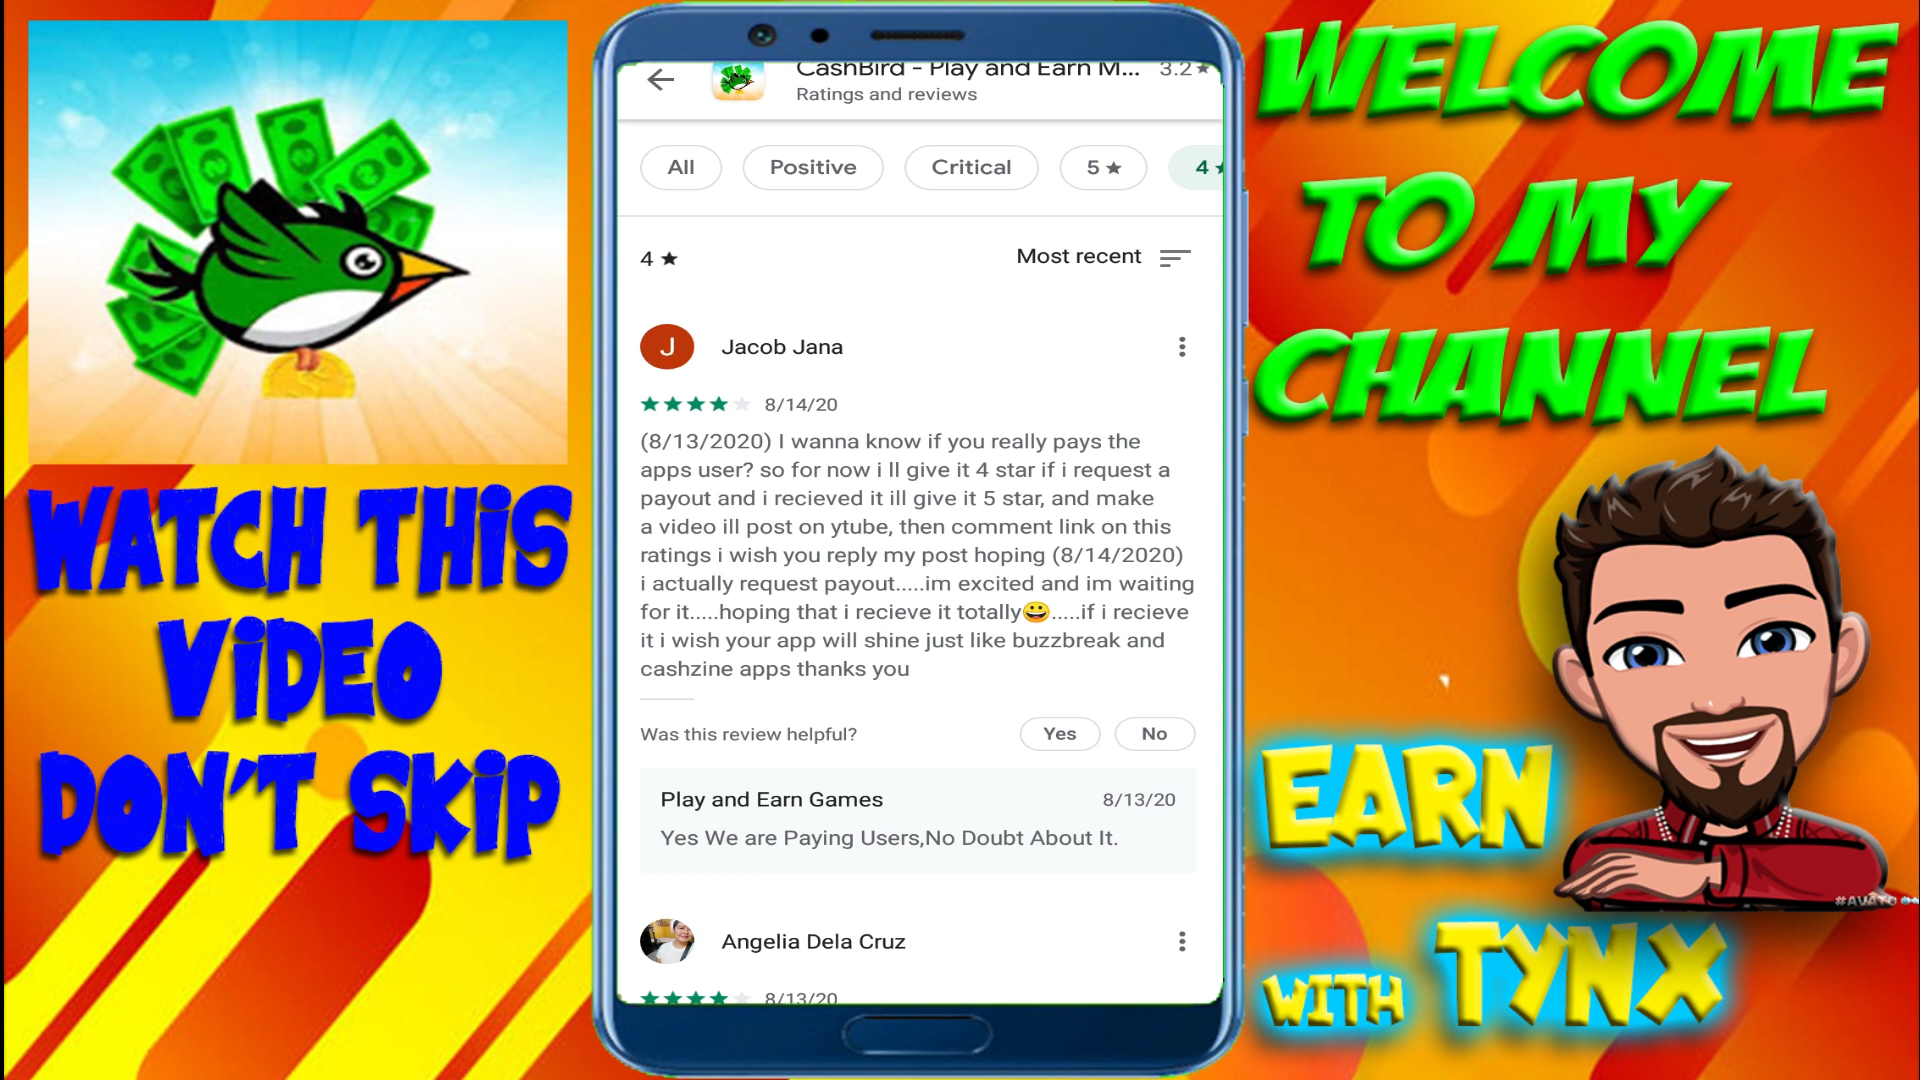 WELCOME
TO MY
CHANNEL
WATCH THIS
VIDEO
DON'T SKIP
EARN
WITH TYNX
CashBird - Play and Earn M... 3.2★
Ratings and reviews
All Positive Critical 5★ 4★
4★ Most recent
J Jacob Jana
8/14/20
(8/13/2020) I wanna know if you really pays the
apps user? so for now i ll give it 4 star if i request a
payout and i recieved it ill give it 5 star, and make
a video ill post on ytube, then comment link on this
ratings i wish you reply my post hoping (8/14/2020)
i actually request payout.....im excited and im waiting
for it.....hoping that i recieve it totally😀.....if i recieve
it i wish your app will shine just like buzzbreak and
cashzine apps thanks you
Was this review helpful? Yes No
Play and Earn Games 8/13/20
Yes We are Paying Users,No Doubt About It.
Angelia Dela Cruz
8/13/20